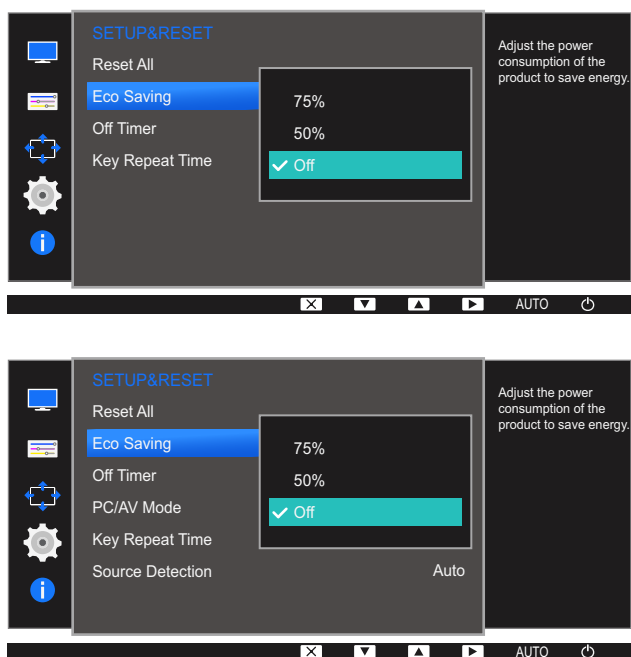 SETUP&RESET
Reset All
Eco Saving
Off Timer
Key Repeat Time
75%
50%
Off
Adjust the power
consumption of the
product to save energy.
AUTO
SETUP&RESET
Reset All
Eco Saving
Off Timer
PC/AV Mode
Key Repeat Time
Source Detection
Auto
75%
50%
Off
Adjust the power
consumption of the
product to save energy.
AUTO